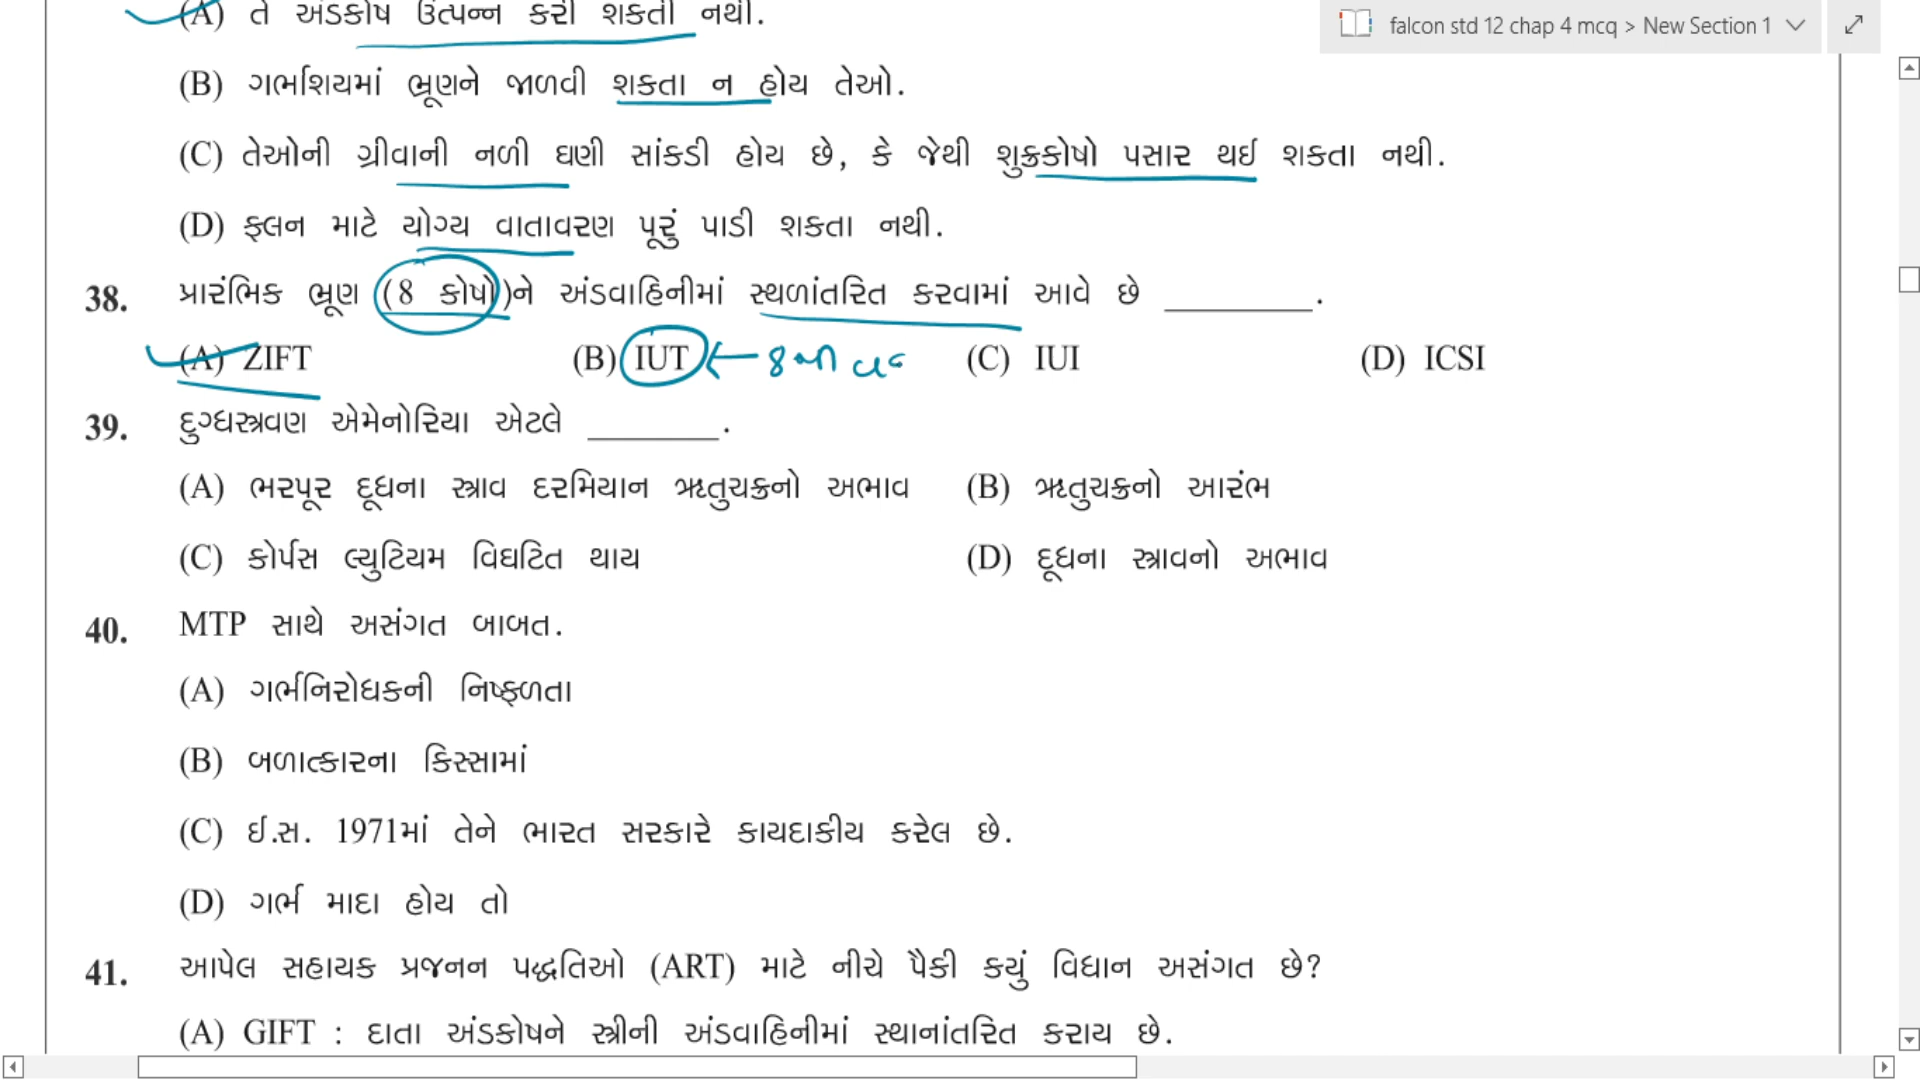 falcon std 12 chap 4 mcq > New Section 1
(A) તે અંડકોષ ઉત્પન્ન કરી શકતી નથી.
(B) ગર્ભાશયમાં ભ્રૂણને જાળવી શકતા ન હોય તેઓ.
(C) તેઓની ગ્રીવાની નળી ઘણી સાંકડી હોય છે, કે જેથી શુક્રકોષો પસાર થઈ શકતા નથી.
(D) ફલન માટે યોગ્ય વાતાવરણ પૂરું પાડી શકતા નથી.
38. પ્રારંભિક ભ્રૂણ (8 કોષો)ને અંડવાહિનીમાં સ્થળાંતરિત કરવામાં આવે છે ________.
(A) ZIFT (B) IUT ← 8 થી (C) IUI (D) ICSI
39. દુગ્ધસ્ત્રવણ એમેનોરિયા એટલે _______.
(A) ભરપૂર દૂધના સ્ત્રાવ દરમિયાન ઋતુચક્રનો અભાવ (B) ઋતુચક્રનો આરંભ
(C) કોર્પસ લ્યુટિયમ વિઘટિત થાય (D) દૂધના સ્ત્રાવનો અભાવ
40. MTP સાથે અસંગત બાબત.
(A) ગર્ભનિરોધકની નિષ્ફળતા
(B) બળાત્કારના કિસ્સામાં
(C) ઈ.સ. 1971માં તેને ભારત સરકારે કાયદાકીય કરેલ છે.
(D) ગર્ભ માદા હોય તો
41. આપેલ સહાયક પ્રજનન પદ્ધતિઓ (ART) માટે નીચે પૈકી કયું વિધાન અસંગત છે?
(A) GIFT : દાતા અંડકોષને સ્ત્રીની અંડવાહિનીમાં સ્થાનાંતરિત કરાય છે.